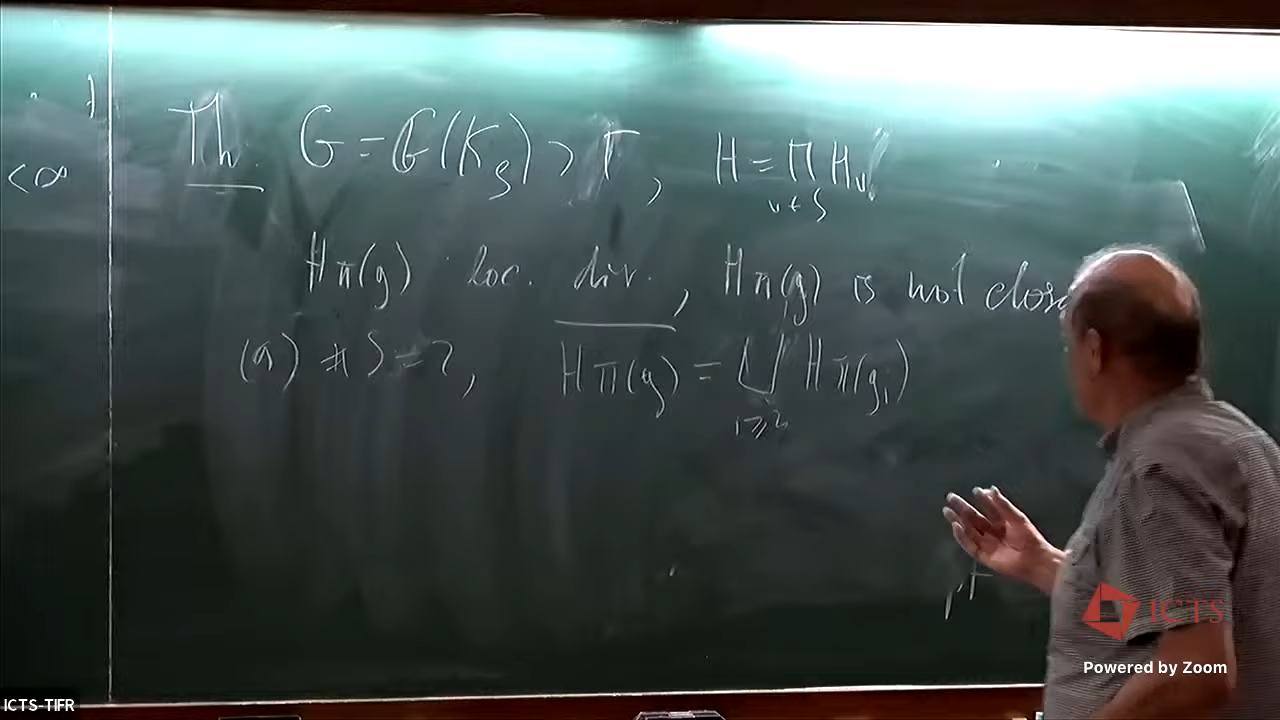 <∞
Th. G = G(K_S) > Γ, H = ∏_{v∈S} H_v
Hπ(g) loc. div., Hπ(g) is not close
(a) #S=2, \overline{Hπ(g)} = ⊔_{i≥2} Hπ(g_i)
ICTS
Powered by Zoom
ICTS-TIFR